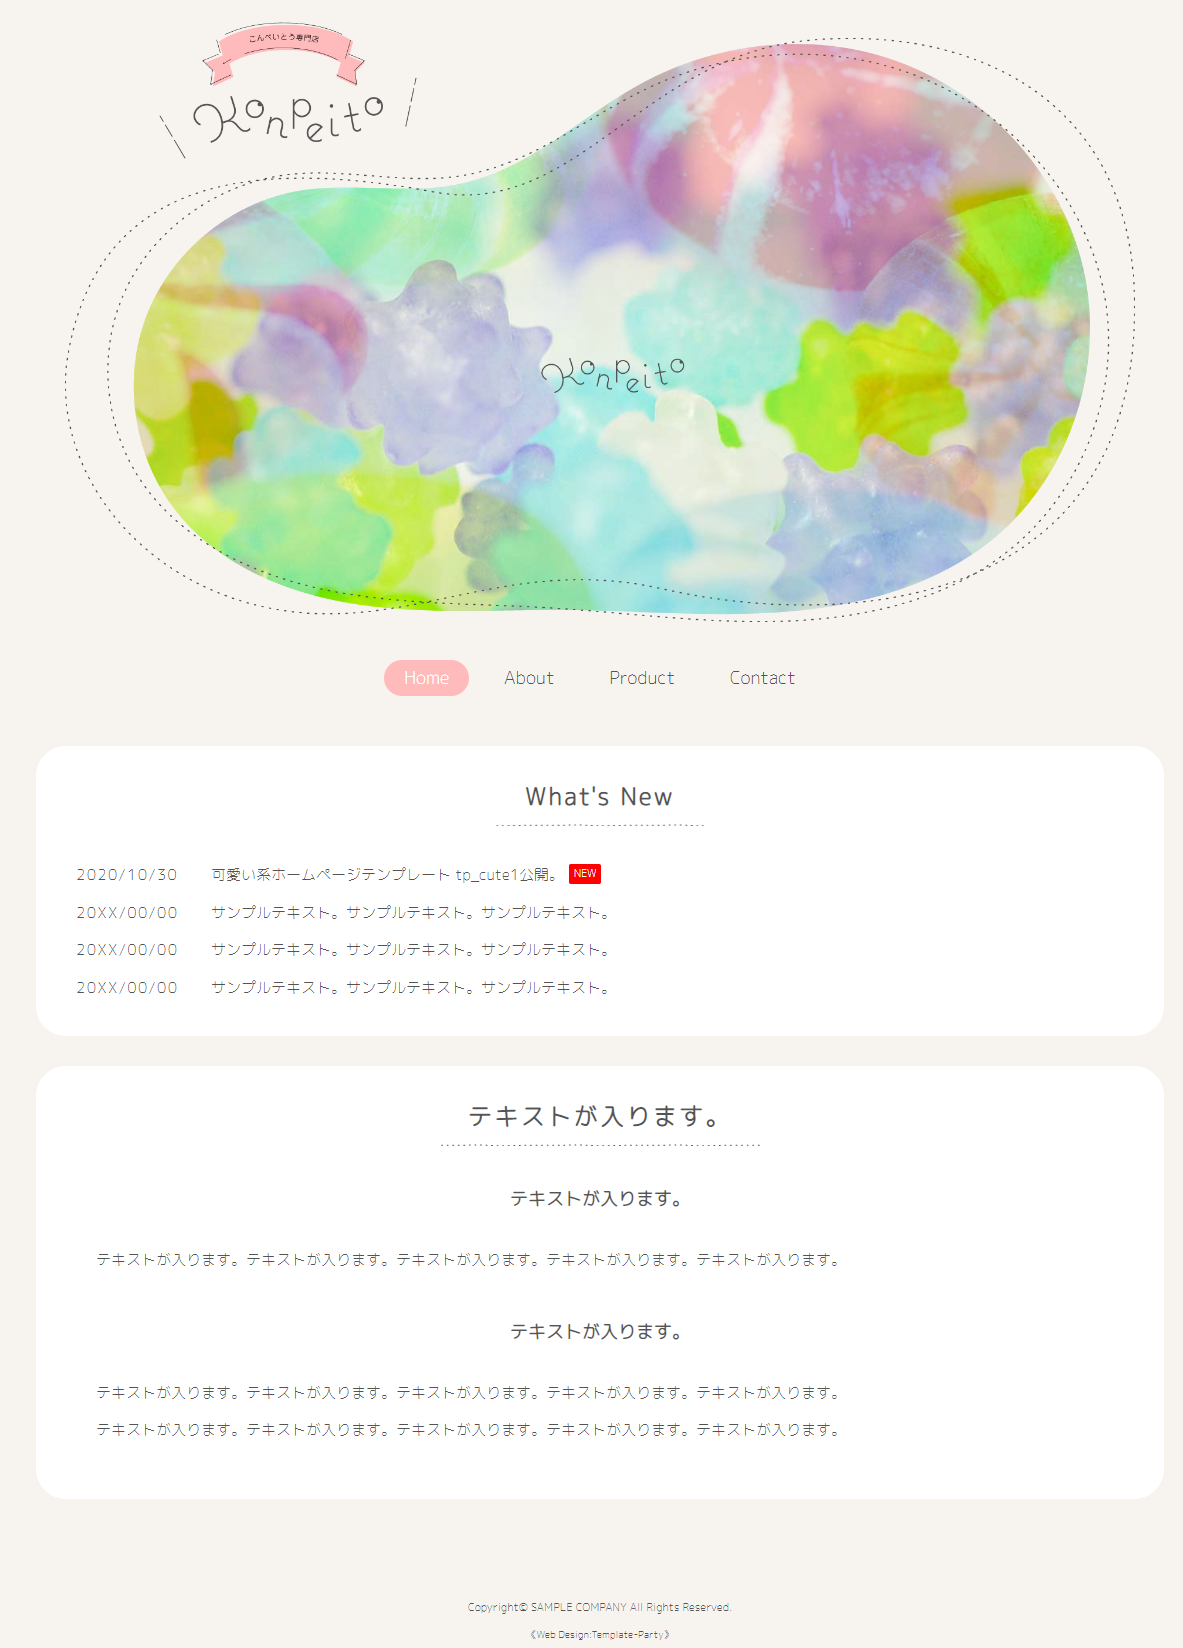 こんぺいとう専門店
Konpeito
Konpeito
Home About Product Contact
What's New
2020/10/30 可愛い系ホームページテンプレート tp_cute1公開。 NEW
20XX/00/00 サンプルテキスト。サンプルテキスト。サンプルテキスト。
20XX/00/00 サンプルテキスト。サンプルテキスト。サンプルテキスト。
20XX/00/00 サンプルテキスト。サンプルテキスト。サンプルテキスト。
テキストが入ります。
テキストが入ります。
テキストが入ります。テキストが入ります。テキストが入ります。テキストが入ります。テキストが入ります。
テキストが入ります。
テキストが入ります。テキストが入ります。テキストが入ります。テキストが入ります。テキストが入ります。
テキストが入ります。テキストが入ります。テキストが入ります。テキストが入ります。テキストが入ります。
Copyright© SAMPLE COMPANY All Rights Reserved.
《Web Design:Template-Party》